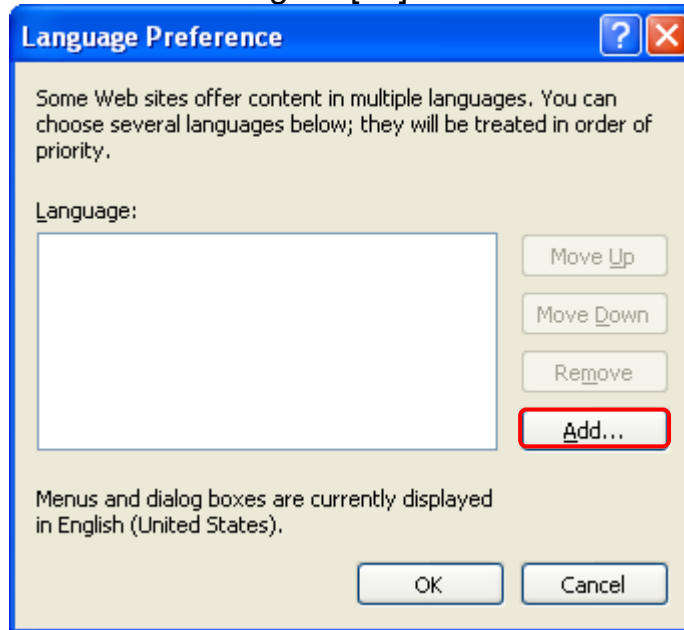 Language Preference
Some Web sites offer content in multiple languages. You can
choose several languages below; they will be treated in order of
priority.
Language:
Move Up
Move Down
Remove
Add...
Menus and dialog boxes are currently displayed
in English (United States).
OK
Cancel